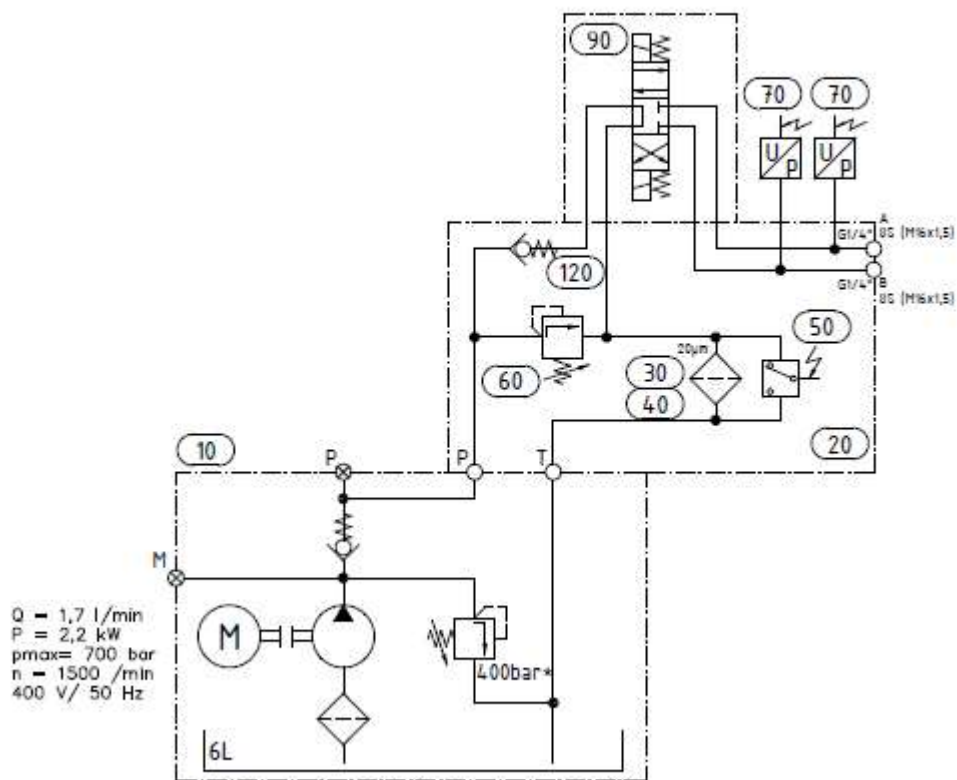 90
70
70
U
p
U
p
A
G1/4"
8S (M16x1,5)
G1/4"
B
8S (M16x1,5)
120
50
20µm
60
30
40
20
10
P
P
T
M
Q = 1,7 l/min
P = 2,2 kW
pmax= 700 bar
n = 1500 /min
400 V/ 50 Hz
M
400bar*
6L